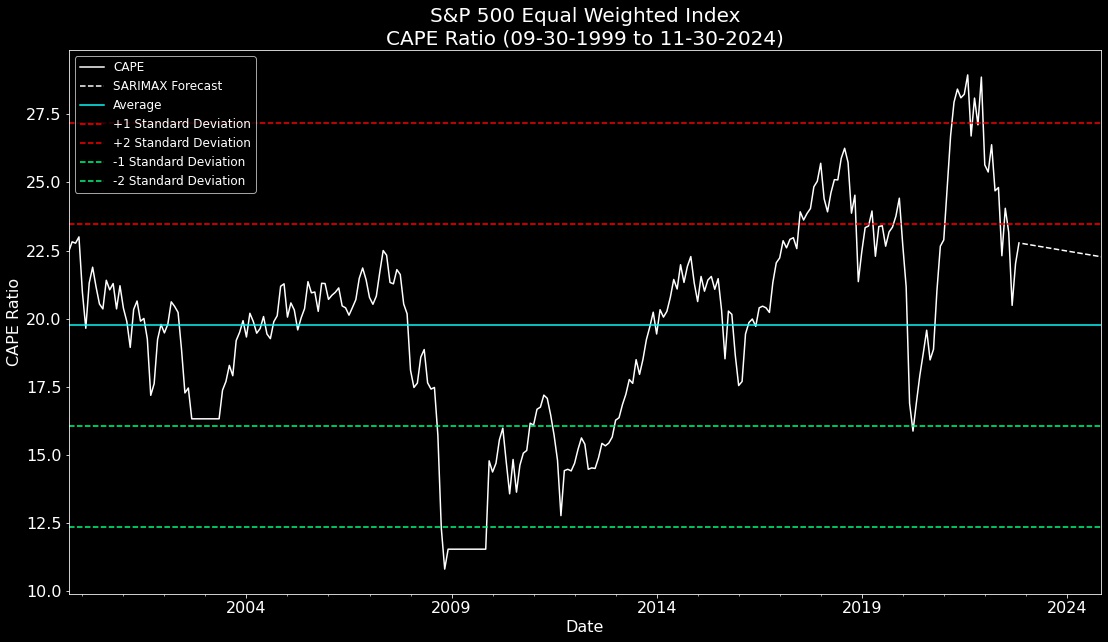 S&P 500 Equal Weighted Index
CAPE Ratio (09-30-1999 to 11-30-2024)
CAPE
SARIMAX Forecast
Average
+1 Standard Deviation
+2 Standard Deviation
-1 Standard Deviation
-2 Standard Deviation
CAPE Ratio
27.5
25.0
22.5
20.0
17.5
15.0
12.5
10.0
2004
2009
2014
2019
2024
Date